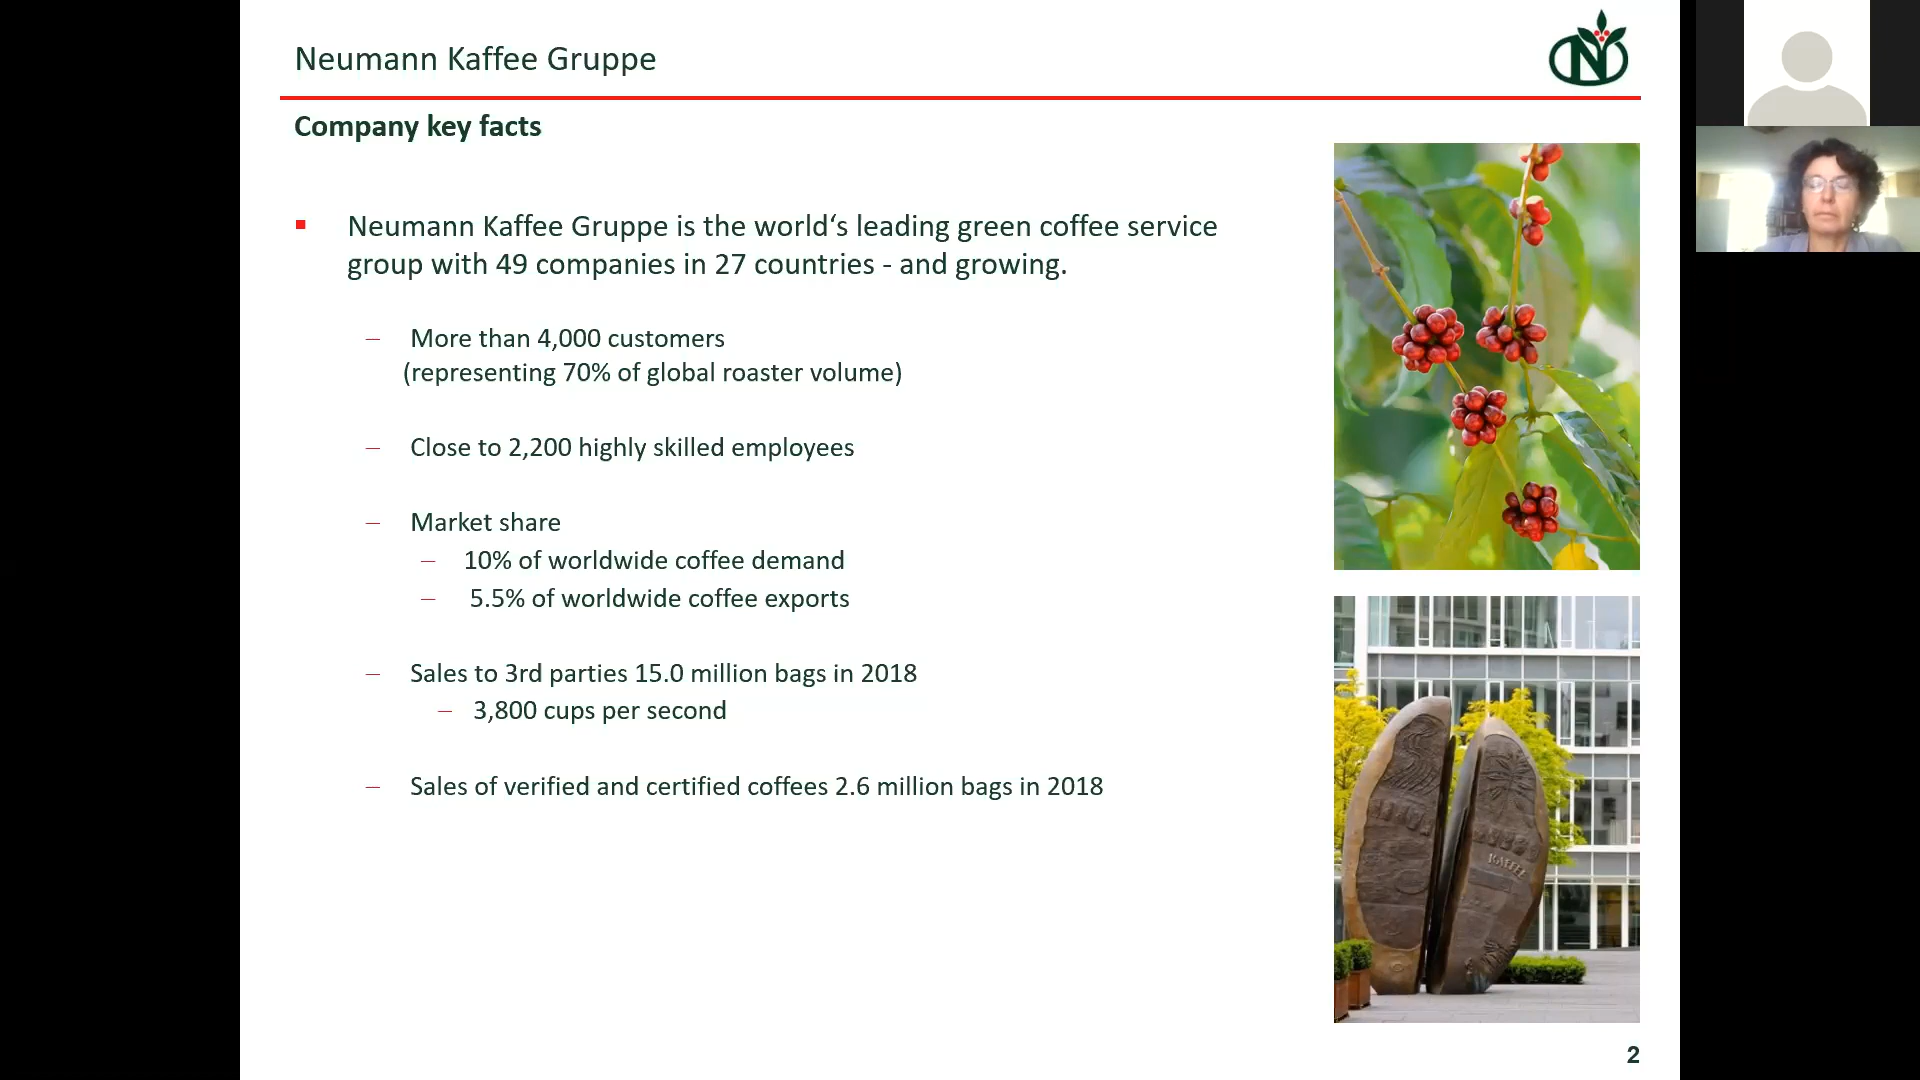 Neumann Kaffee Gruppe
N
Company key facts
▪ Neumann Kaffee Gruppe is the world‘s leading green coffee service
group with 49 companies in 27 countries - and growing.
– More than 4,000 customers
(representing 70% of global roaster volume)
– Close to 2,200 highly skilled employees
– Market share
– 10% of worldwide coffee demand
– 5.5% of worldwide coffee exports
– Sales to 3rd parties 15.0 million bags in 2018
– 3,800 cups per second
– Sales of verified and certified coffees 2.6 million bags in 2018
KAFFEE
2